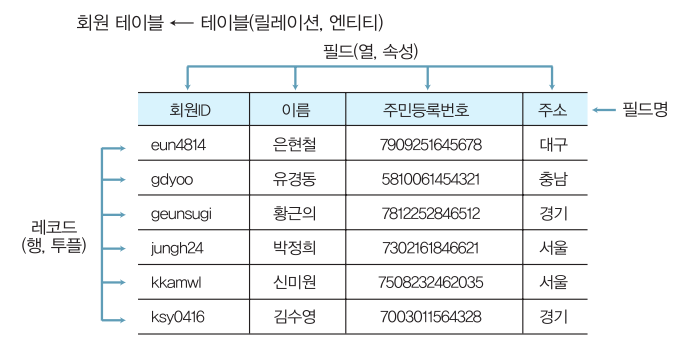 회원 테이블 ← 테이블(릴레이션, 엔티티)
필드(열, 속성)
회원ID 이름 주민등록번호 주소 ← 필드명
eun4814 은현철 7909251645678 대구
gdyoo 유경동 5810061454321 충남
geunsugi 황근의 7812252846512 경기
레코드
(행, 투플)
jungh24 박정희 7302161846621 서울
kkamwl 신미원 7508232462035 서울
ksy0416 김수영 7003011564328 경기